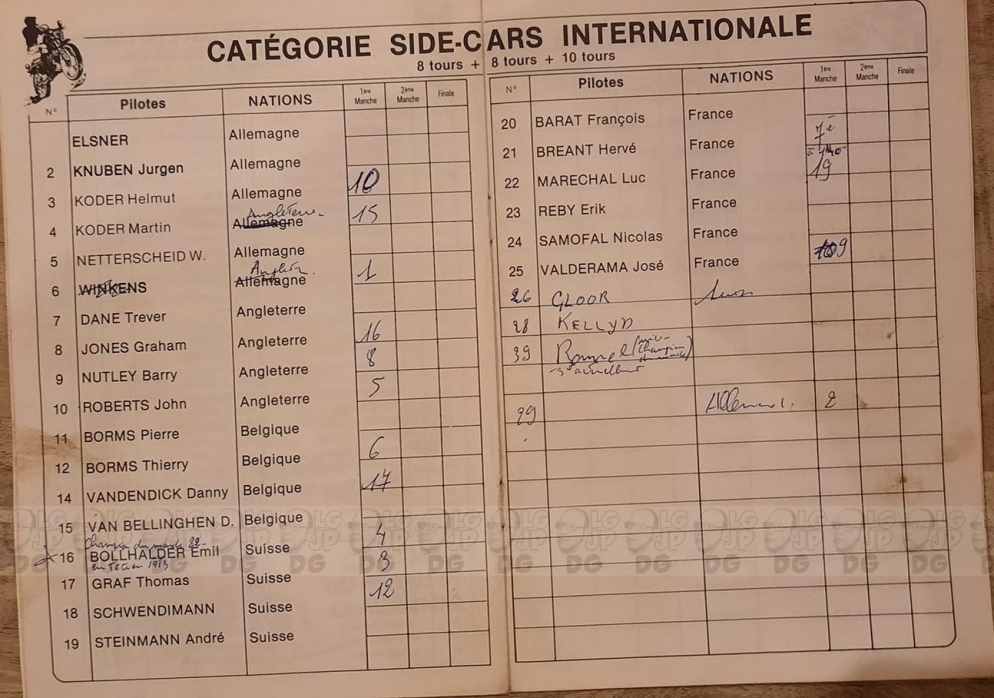 CATÉGORIE SIDE-CARS INTERNATIONALE
8 tours + 8 tours + 10 tours
N° Pilotes NATIONS 1ère Manche 2ème Manche Finale
ELSNER Allemagne
2 KNUBEN Jurgen Allemagne
3 KODER Helmut Allemagne 10
4 KODER Martin Allemagne 15
5 NETTERSCHEID W. Allemagne
6 WINKENS Allemagne 1
7 DANE Trever Angleterre
8 JONES Graham Angleterre 16
9 NUTLEY Barry Angleterre 8
10 ROBERTS John Angleterre 5
11 BORMS Pierre Belgique
12 BORMS Thierry Belgique 6
14 VANDENDICK Danny Belgique 17
15 VAN BELLINGHEN D. Belgique
16 BOLLHALDER Emil Suisse 4
17 GRAF Thomas Suisse 3
18 SCHWENDIMANN Suisse 12
19 STEINMANN André Suisse
N° Pilotes NATIONS 1ère Manche 2ème Manche Finale
20 BARAT François France
21 BREANT Hervé France 7è
22 MARECHAL Luc France 19
23 REBY Erik France
24 SAMOFAL Nicolas France
25 VALDERAMA José France 9
26 GLOOR
28 KELLYD
39
29 2
LG JP DG